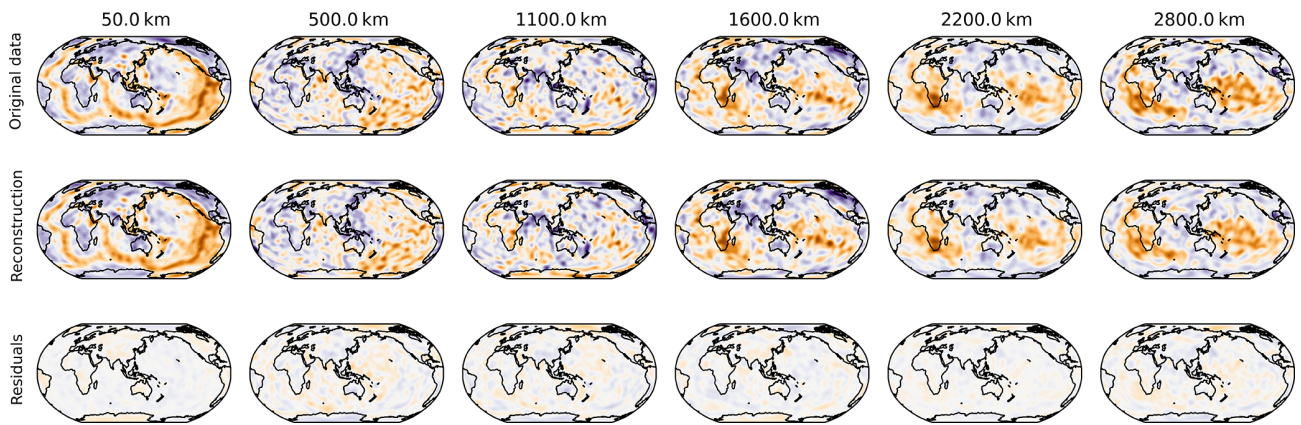 50.0 km 500.0 km 1100.0 km 1600.0 km 2200.0 km 2800.0 km
Original data
Reconstruction
Residuals